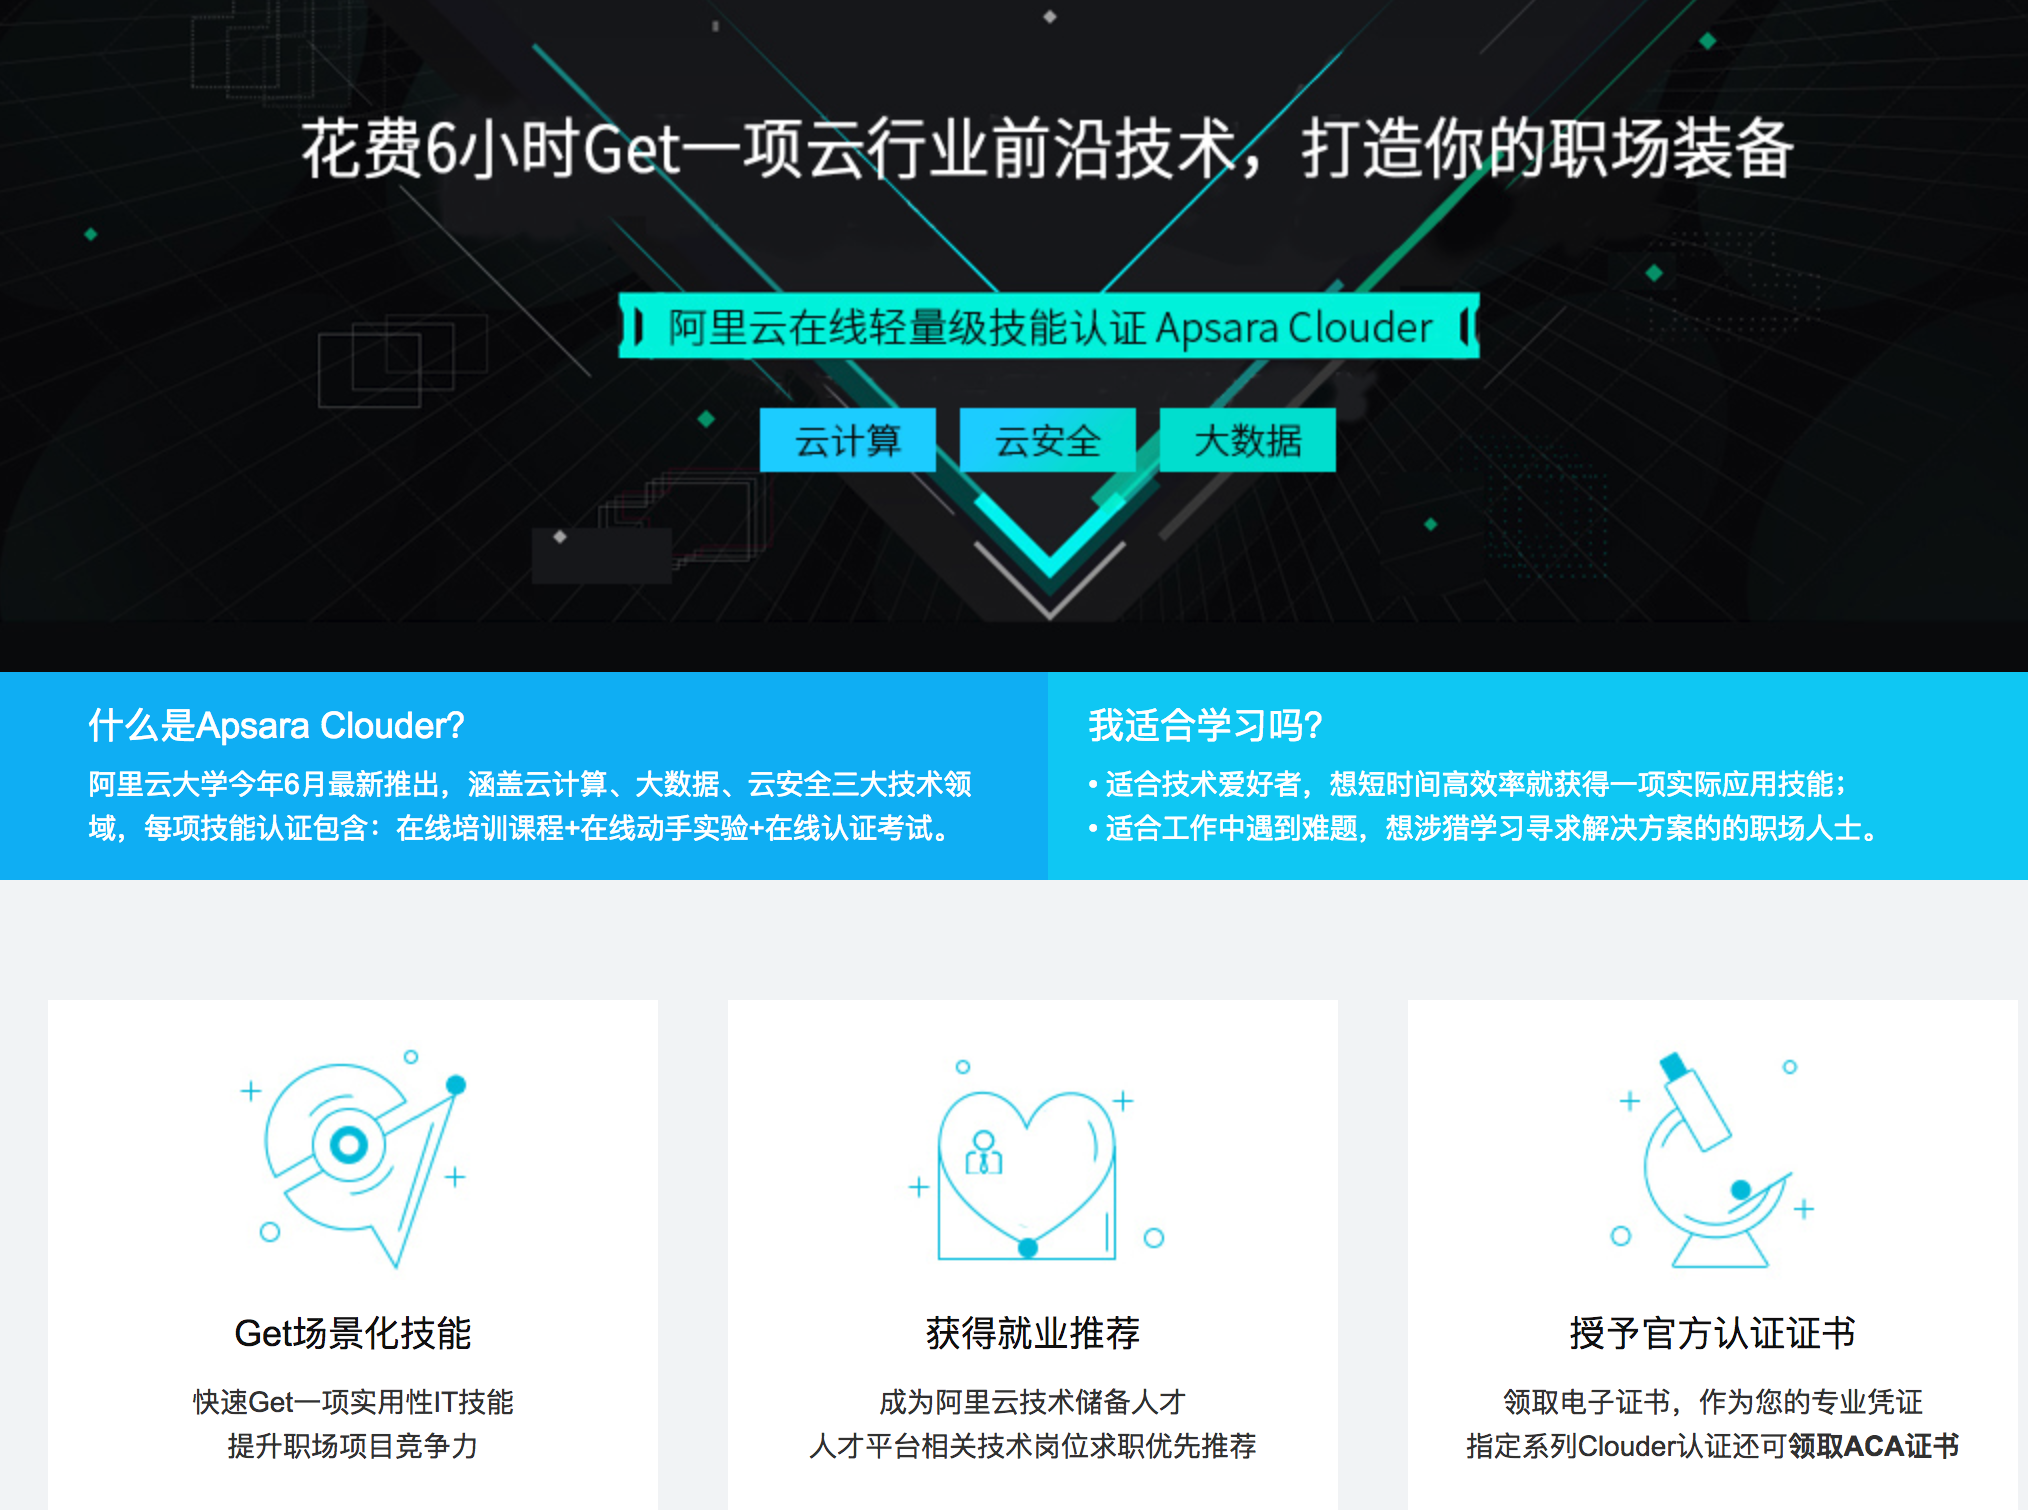 花费6小时Get一项云行业前沿技术，打造你的职场装备
阿里云在线轻量级技能认证 Apsara Clouder
云计算
云安全
大数据
什么是Apsara Clouder?
阿里云大学今年6月最新推出，涵盖云计算、大数据、云安全三大技术领
域，每项技能认证包含：在线培训课程+在线动手实验+在线认证考试。
我适合学习吗?
• 适合技术爱好者，想短时间高效率就获得一项实际应用技能；
• 适合工作中遇到难题，想涉猎学习寻求解决方案的的职场人士。
Get场景化技能
快速Get一项实用性IT技能
提升职场项目竞争力
获得就业推荐
成为阿里云技术储备人才
人才平台相关技术岗位求职优先推荐
授予官方认证证书
领取电子证书，作为您的专业凭证
指定系列Clouder认证还可领取ACA证书